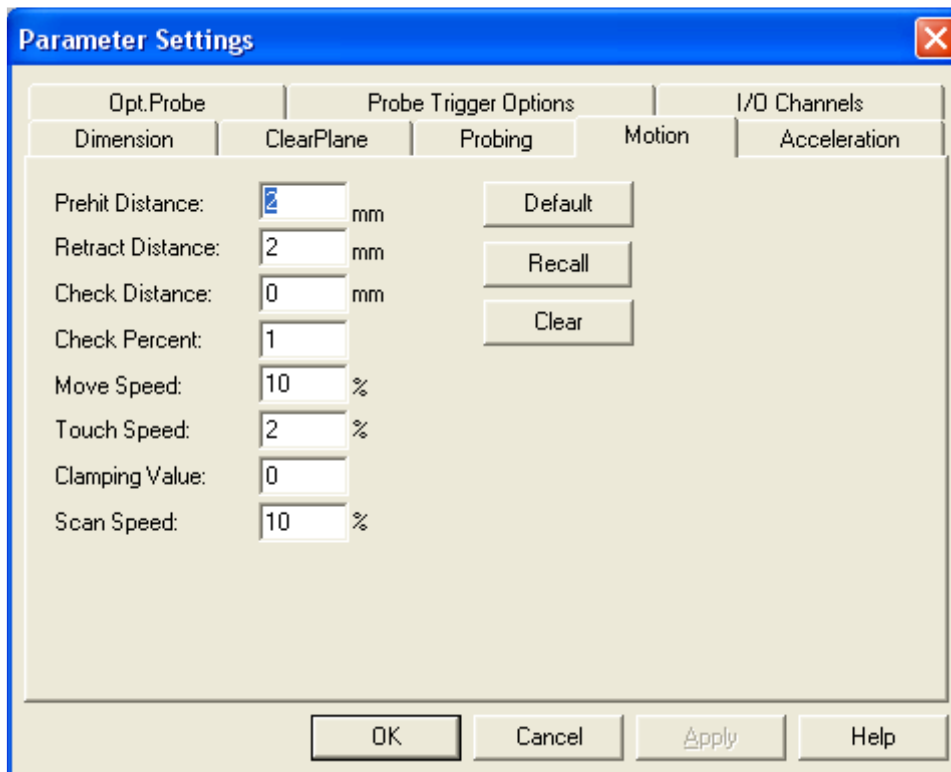 Parameter Settings
Opt.Probe Probe Trigger Options I/O Channels
Dimension ClearPlane Probing Motion Acceleration
Prehit Distance: 2 mm Default
Retract Distance: 2 mm
Recall
Check Distance: 0 mm
Clear
Check Percent: 1
Move Speed: 10 %
Touch Speed: 2 %
Clamping Value: 0
Scan Speed: 10 %
OK Cancel Apply Help